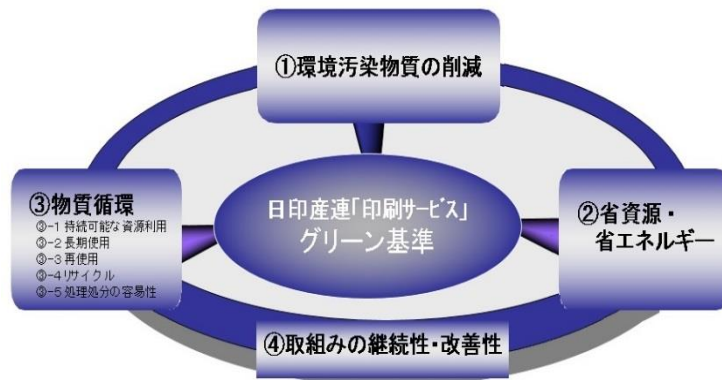 ①環境汚染物質の削減
日印産連「印刷サービス」
グリーン基準
②省資源・
省エネルギー
③物質循環
③-1 持続可能な資源利用
③-2 長期使用
③-3 再使用
③-4 リサイクル
③-5 処理処分の容易性
④取組みの継続性・改善性